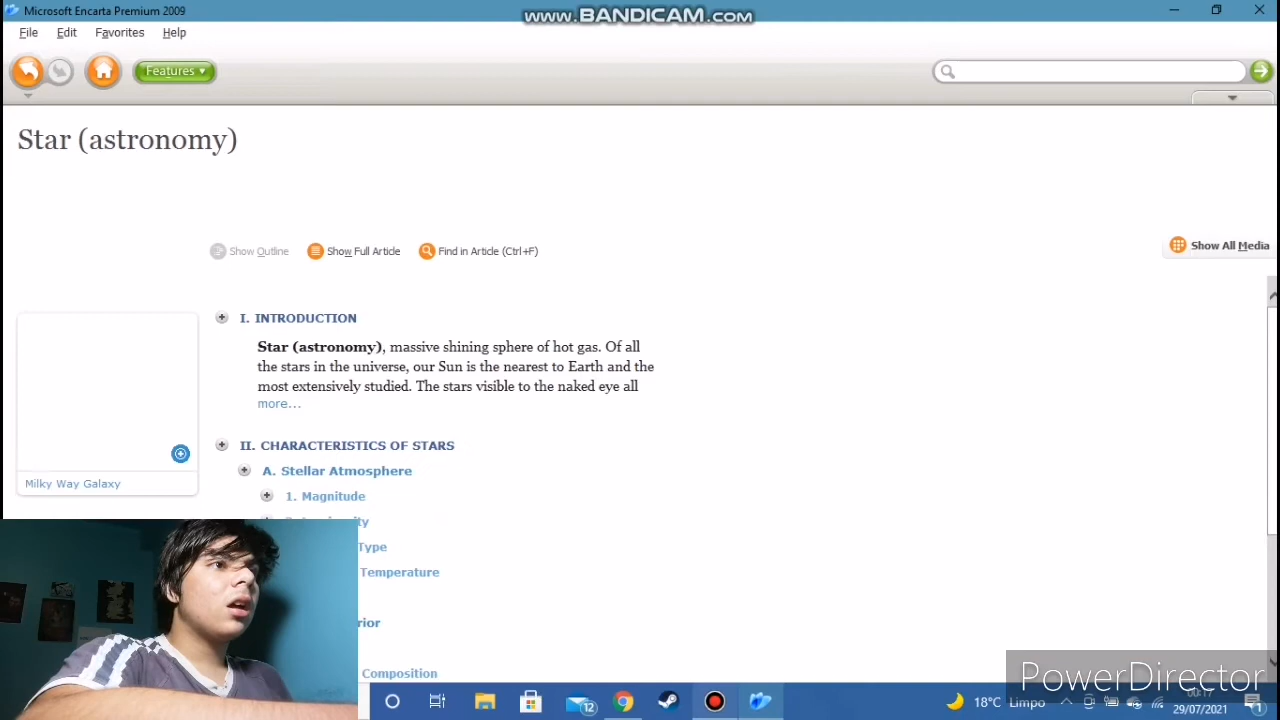 Microsoft Encarta Premium 2009
www.BANDICAM.com
File Edit Favorites Help
Features
Star (astronomy)
Show Outline Show Full Article Find in Article (Ctrl+F)
Show All Media
I. INTRODUCTION
Star (astronomy), massive shining sphere of hot gas. Of all
the stars in the universe, our Sun is the nearest to Earth and the
most extensively studied. The stars visible to the naked eye all
more...
II. CHARACTERISTICS OF STARS
A. Stellar Atmosphere
Milky Way Galaxy
1. Magnitude
Type
Temperature
Composition
PowerDirector
12
18°C Limpo
00:17
29/07/2021
1